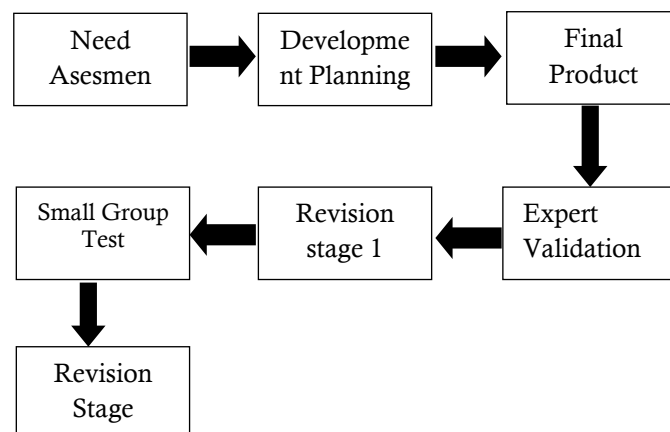 Need
Asesmen
Developme
nt Planning
Final
Product
Small Group
Test
Revision
stage 1
Expert
Validation
Revision
Stage